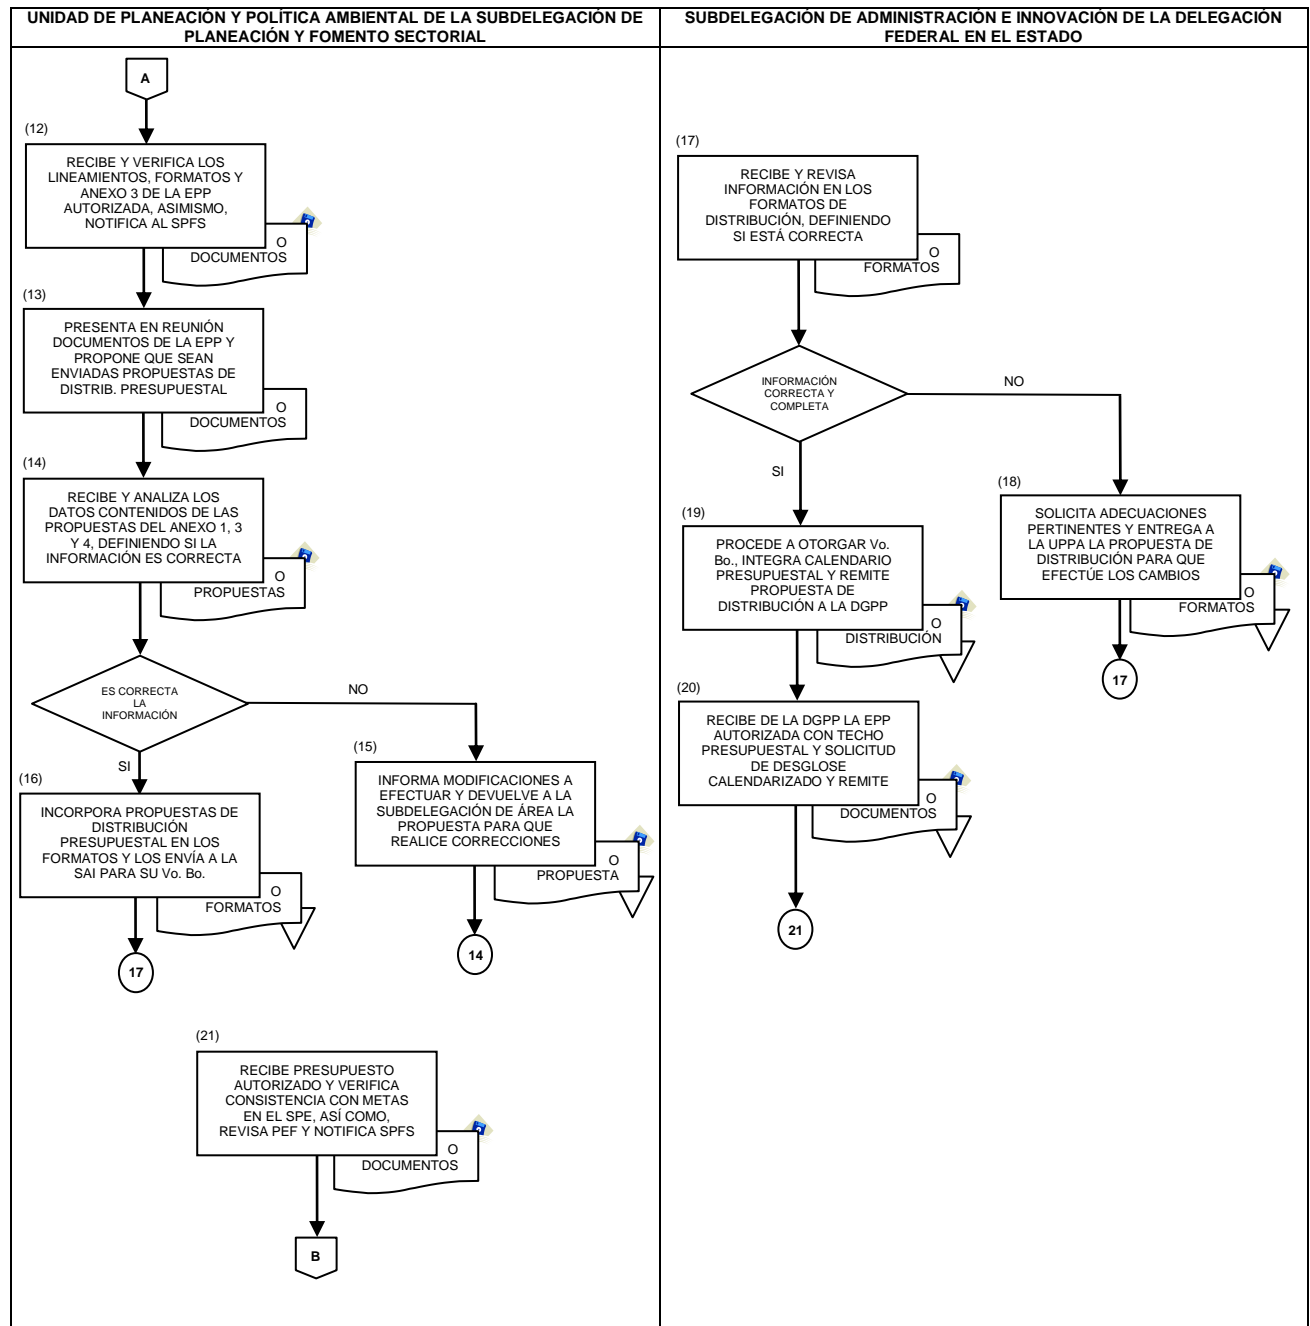 UNIDAD DE PLANEACIÓN Y POLÍTICA AMBIENTAL DE LA SUBDELEGACIÓN DE
PLANEACIÓN Y FOMENTO SECTORIAL
A
(12)
RECIBE Y VERIFICA LOS
LINEAMIENTOS, FORMATOS Y
ANEXO 3 DE LA EPP
AUTORIZADA, ASIMISMO,
NOTIFICA AL SPFS
O
DOCUMENTOS
(13)
PRESENTA EN REUNIÓN
DOCUMENTOS DE LA EPP Y
PROPONE QUE SEAN
ENVIADAS PROPUESTAS DE
DISTRIB. PRESUPUESTAL
O
DOCUMENTOS
(14)
RECIBE Y ANALIZA LOS
DATOS CONTENIDOS DE LAS
PROPUESTAS DEL ANEXO 1, 3
Y 4, DEFINIENDO SI LA
INFORMACIÓN ES CORRECTA
O
PROPUESTAS
ES CORRECTA
LA
INFORMACIÓN
NO
SI
(15)
INFORMA MODIFICACIONES A
EFECTUAR Y DEVUELVE A LA
SUBDELEGACIÓN DE ÁREA LA
PROPUESTA PARA QUE
REALICE CORRECCIONES
O
PROPUESTA
14
(16)
INCORPORA PROPUESTAS DE
DISTRIBUCIÓN
PRESUPUESTAL EN LOS
FORMATOS Y LOS ENVÍA A LA
SAI PARA SU Vo. Bo.
O
FORMATOS
17
(21)
RECIBE PRESUPUESTO
AUTORIZADO Y VERIFICA
CONSISTENCIA CON METAS
EN EL SPE, ASÍ COMO,
REVISA PEF Y NOTIFICA SPFS
O
DOCUMENTOS
B
SUBDELEGACIÓN DE ADMINISTRACIÓN E INNOVACIÓN DE LA DELEGACIÓN
FEDERAL EN EL ESTADO
(17)
RECIBE Y REVISA
INFORMACIÓN EN LOS
FORMATOS DE
DISTRIBUCIÓN, DEFINIENDO
SI ESTÁ CORRECTA
O
FORMATOS
INFORMACIÓN
CORRECTA Y
COMPLETA
NO
SI
(18)
SOLICITA ADECUACIONES
PERTINENTES Y ENTREGA A
LA UPPA LA PROPUESTA DE
DISTRIBUCIÓN PARA QUE
EFECTÚE LOS CAMBIOS
O
FORMATOS
17
(19)
PROCEDE A OTORGAR Vo.
Bo., INTEGRA CALENDARIO
PRESUPUESTAL Y REMITE
PROPUESTA DE
DISTRIBUCIÓN A LA DGPP
O
DISTRIBUCIÓN
(20)
RECIBE DE LA DGPP LA EPP
AUTORIZADA CON TECHO
PRESUPUESTAL Y SOLICITUD
DE DESGLOSE
CALENDARIZADO Y REMITE
O
DOCUMENTOS
21